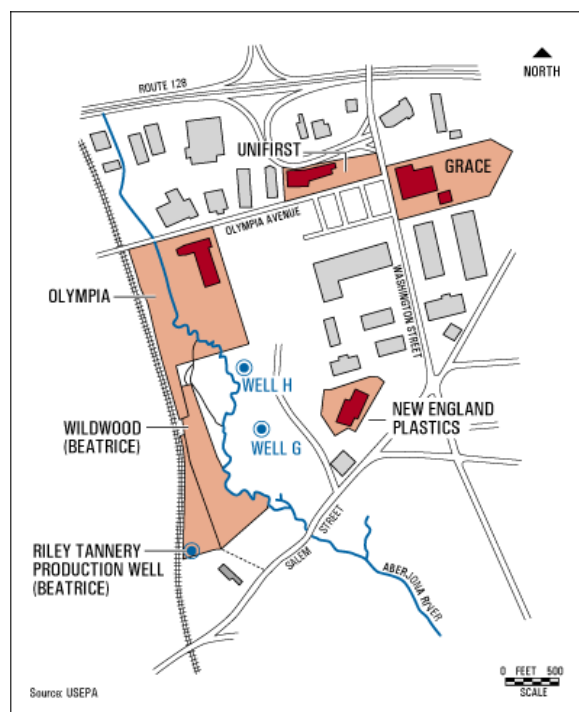 NORTH
ROUTE 128
UNIFIRST
GRACE
OLYMPIA AVENUE
WASHINGTON STREET
OLYMPIA
WELL H
WILDWOOD
(BEATRICE)
WELL G
NEW ENGLAND
PLASTICS
RILEY TANNERY
PRODUCTION WELL
(BEATRICE)
SALEM STREET
ABERJONA RIVER
Source: USEPA
0 FEET 500
SCALE